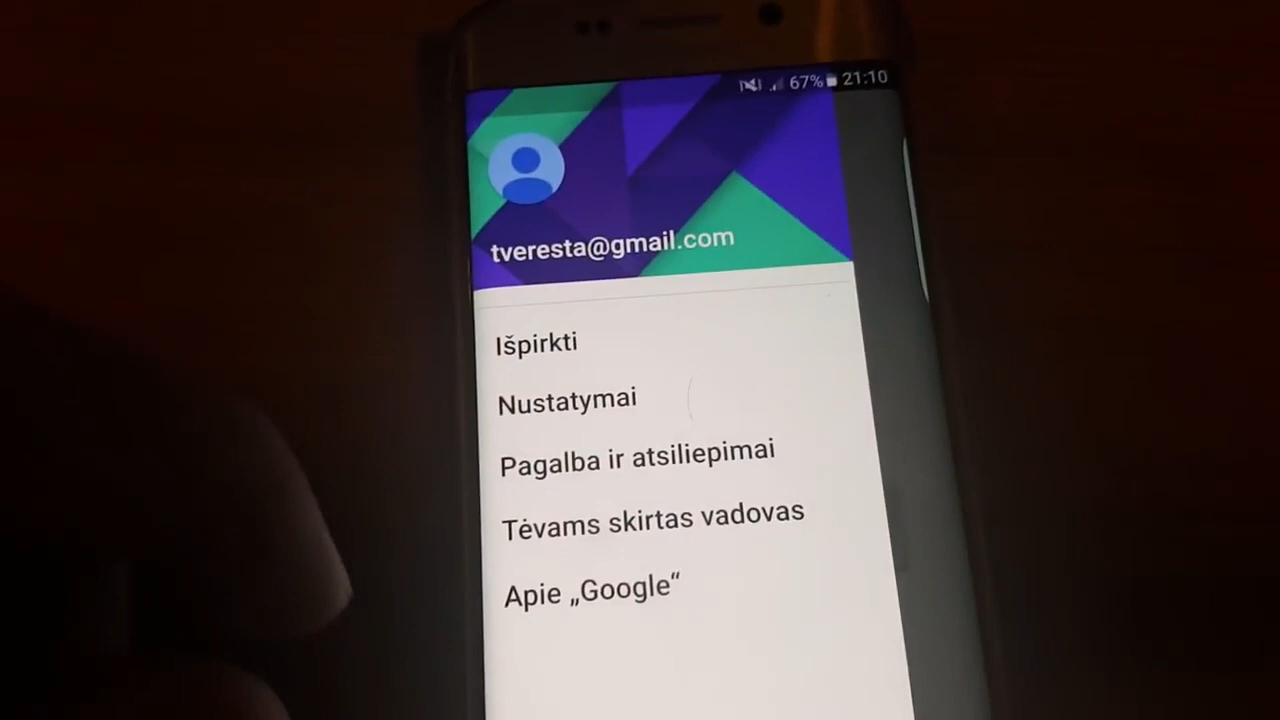 67% 21:10
tveresta@gmail.com
Išpirkti
Nustatymai
Pagalba ir atsiliepimai
Tėvams skirtas vadovas
Apie „Google“